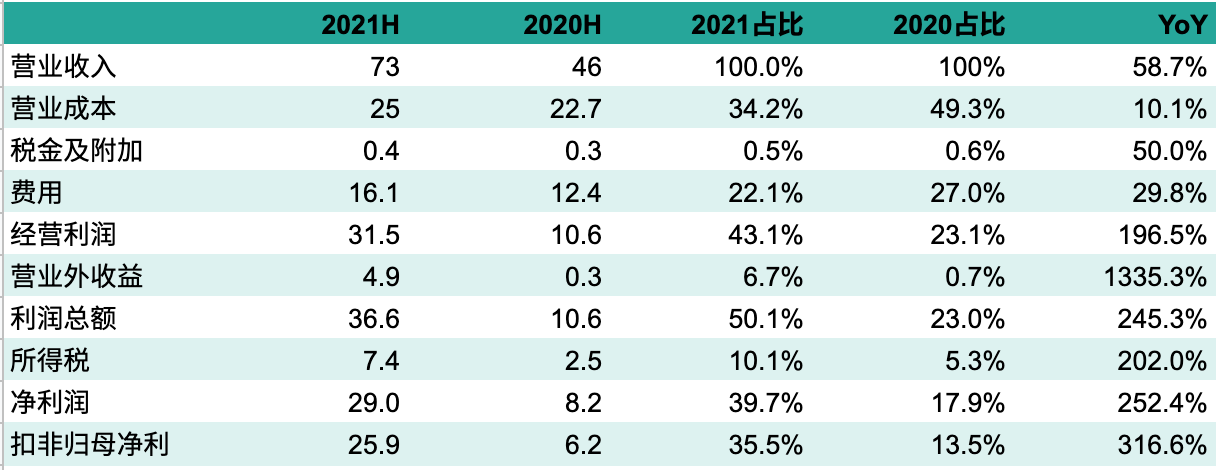 2021H 2020H 2021占比 2020占比 YoY
营业收入 73 46 100.0% 100% 58.7%
营业成本 25 22.7 34.2% 49.3% 10.1%
税金及附加 0.4 0.3 0.5% 0.6% 50.0%
费用 16.1 12.4 22.1% 27.0% 29.8%
经营利润 31.5 10.6 43.1% 23.1% 196.5%
营业外收益 4.9 0.3 6.7% 0.7% 1335.3%
利润总额 36.6 10.6 50.1% 23.0% 245.3%
所得税 7.4 2.5 10.1% 5.3% 202.0%
净利润 29.0 8.2 39.7% 17.9% 252.4%
扣非归母净利 25.9 6.2 35.5% 13.5% 316.6%